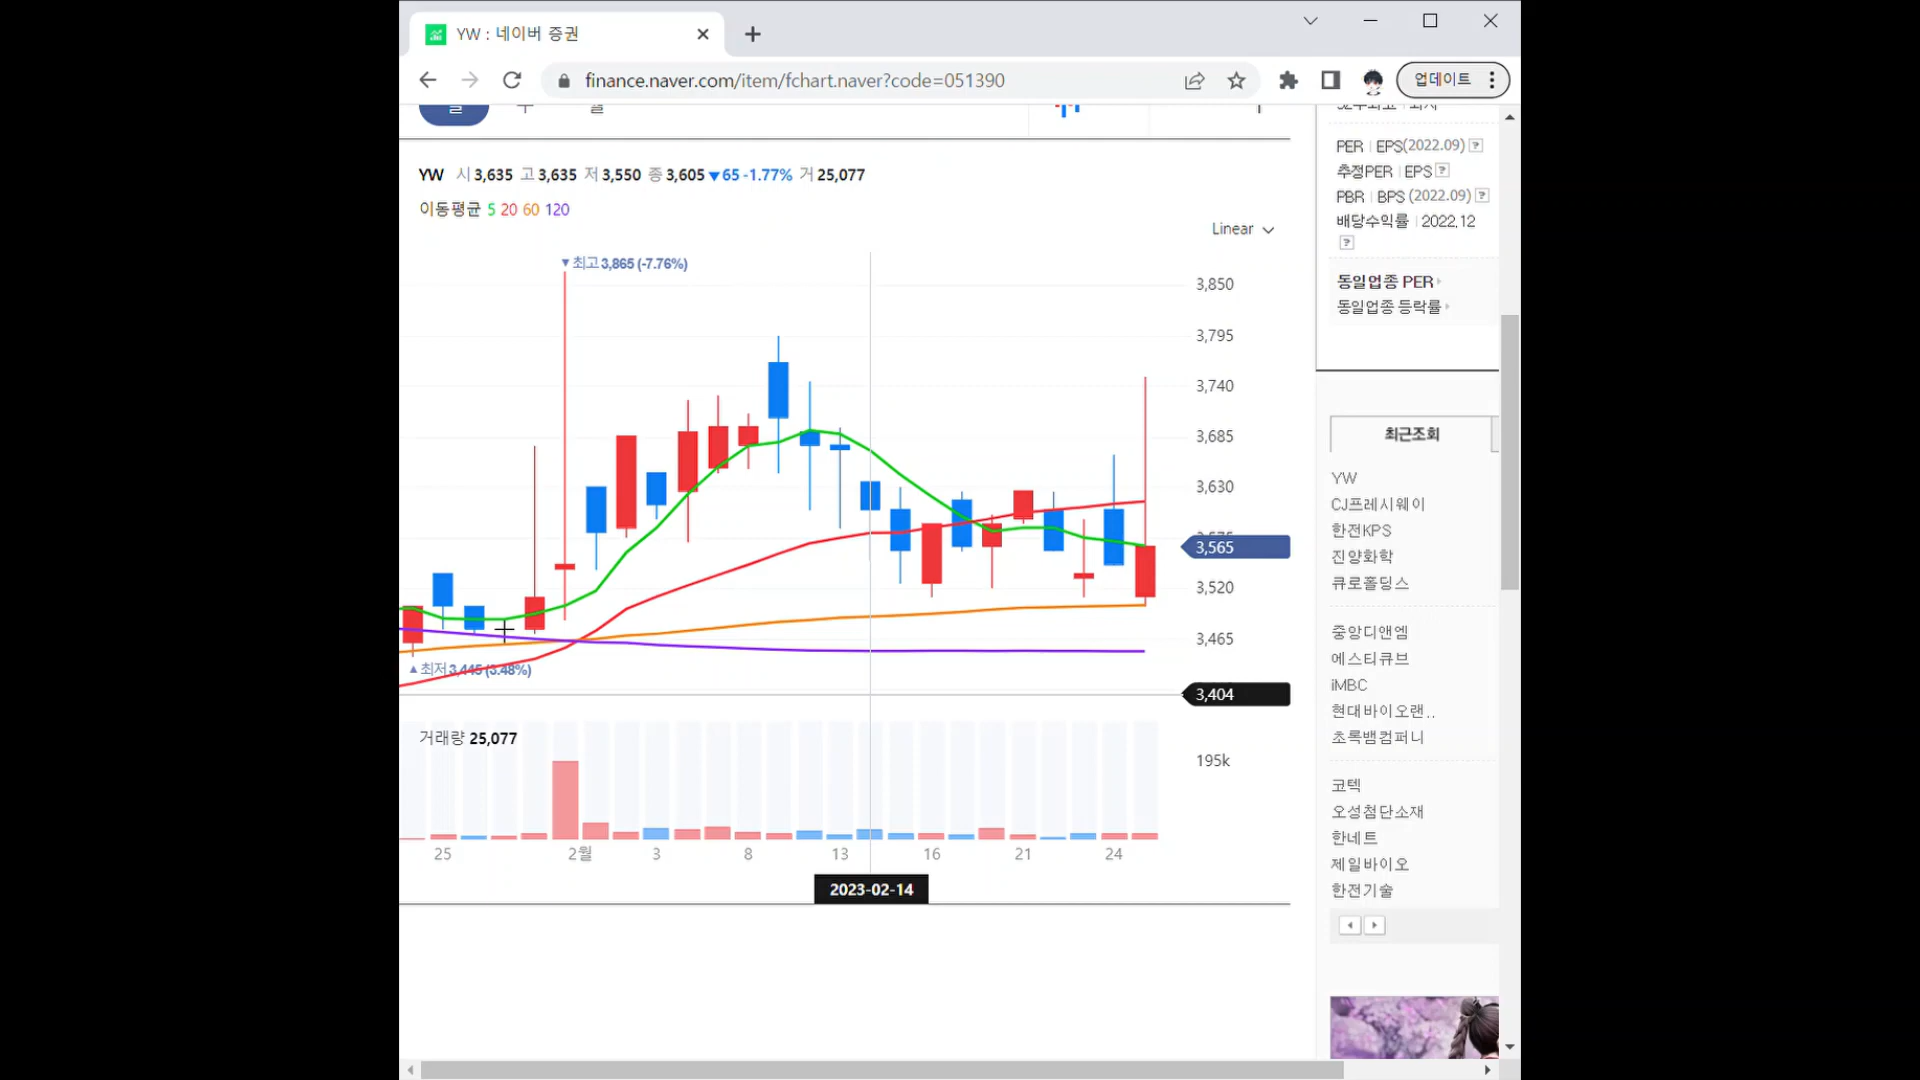 YW : 네이버 증권
finance.naver.com/item/fchart.naver?code=051390
업데이트
YW 시 3,635 고 3,635 저 3,550 종 3,605 ▼65 -1.77% 거 25,077
이동평균 5 20 60 120
Linear
▼최고 3,865 (-7.76%)
3,850
3,795
3,740
3,685
3,630
3,565
3,520
3,465
▲최저 3,445 (3.48%)
3,404
거래량 25,077
195k
25 2월 3 8 13 16 21 24
2023-02-14
PER EPS(2022.09) ?
추정PER EPS ?
PBR BPS (2022.09) ?
배당수익률 2022.12
?
동일업종 PER
동일업종 등락률
최근조회
YW
CJ프레시웨이
한전KPS
진양화학
큐로홀딩스
중앙디앤엠
에스티큐브
iMBC
현대바이오랜..
초록뱀컴퍼니
코텍
오성첨단소재
한네트
제일바이오
한전기술